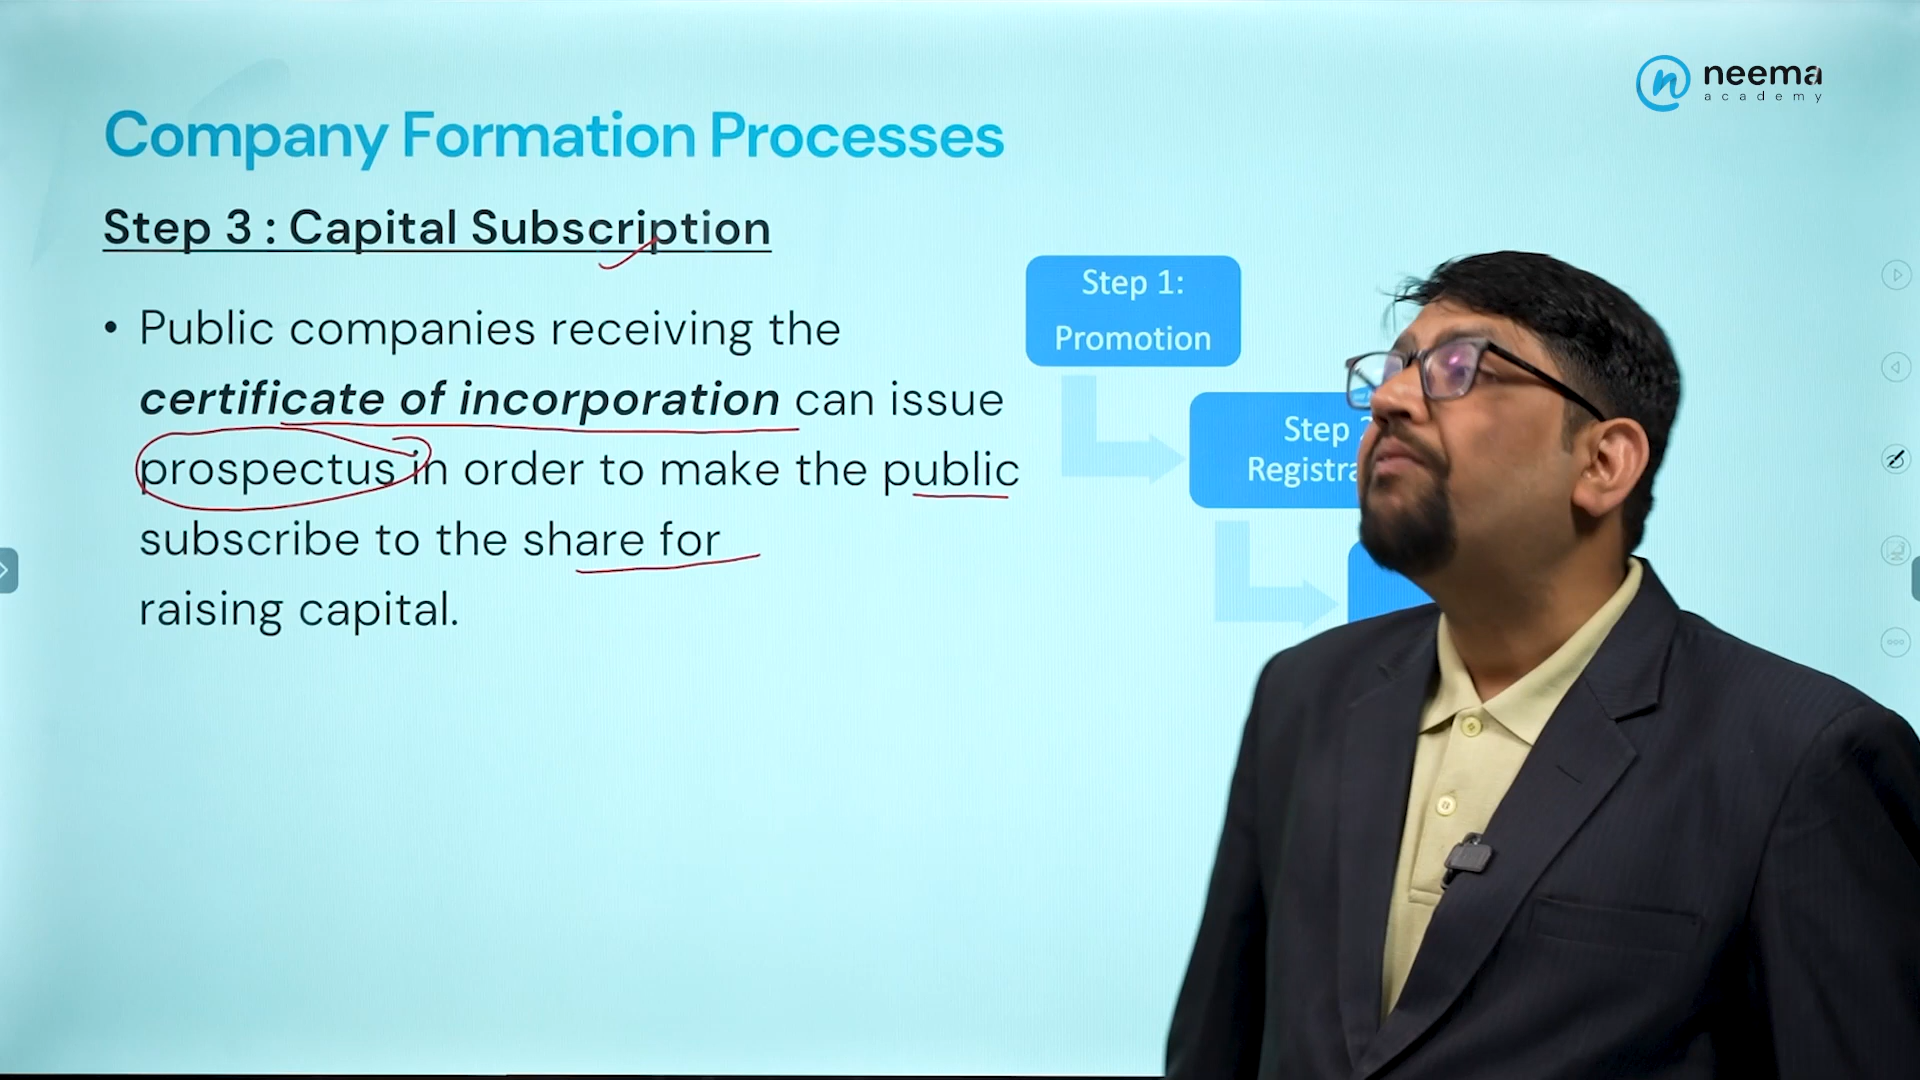 neema
academy
Company Formation Processes
Step 3 : Capital Subscription
• Public companies receiving the
certificate of incorporation can issue
prospectus in order to make the public
subscribe to the share for
raising capital.
Step 1:
Promotion
Step